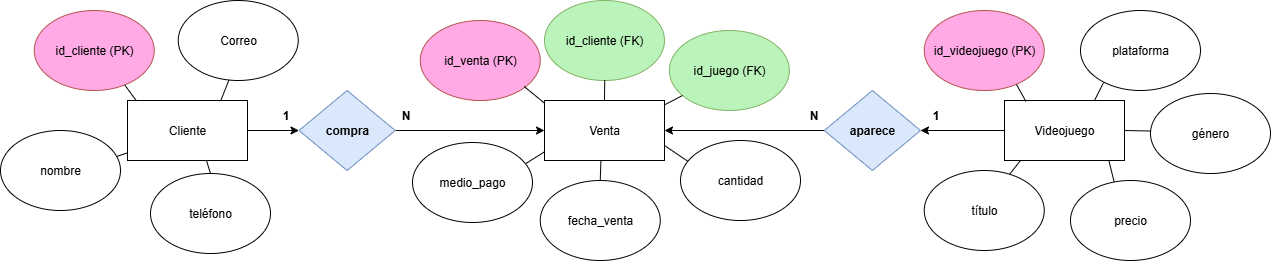 id_cliente (PK)
Correo
Cliente
nombre
teléfono
1
compra
N
id_venta (PK)
id_cliente (FK)
id_juego (FK)
Venta
medio_pago
fecha_venta
cantidad
N
aparece
1
id_videojuego (PK)
plataforma
Videojuego
género
título
precio